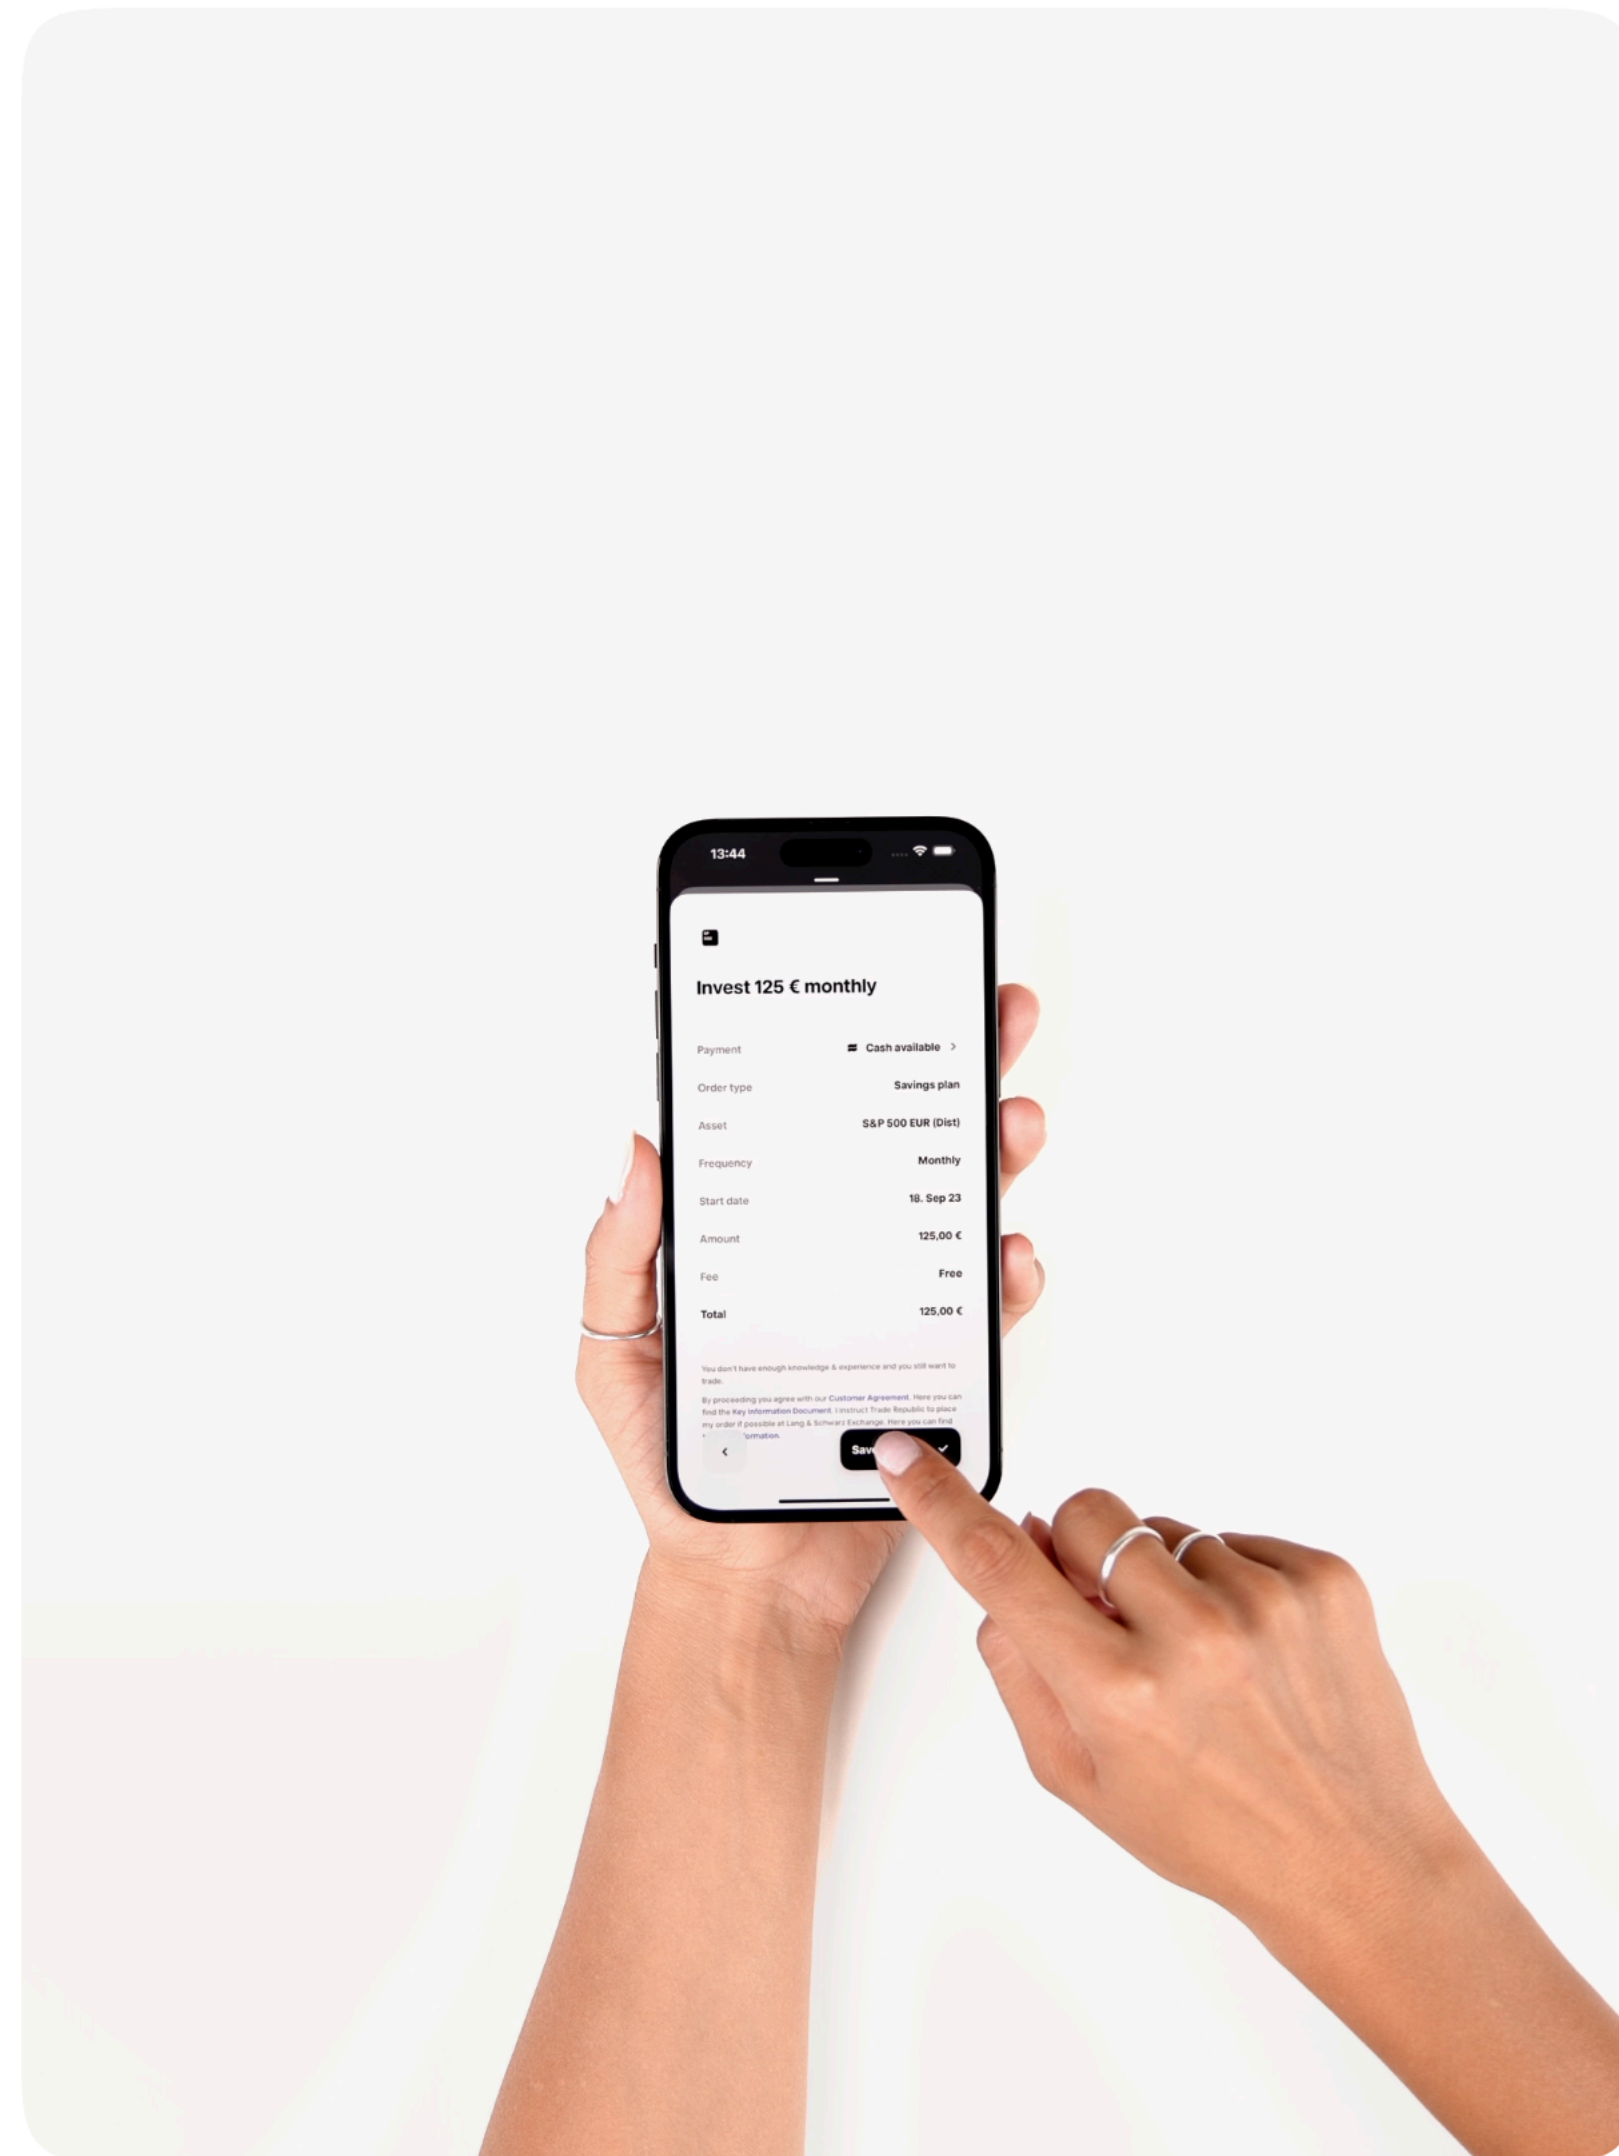 13:44
Invest 125 € monthly
Payment Cash available
Order type Savings plan
Asset S&P 500 EUR (Dist)
Frequency Monthly
Start date 18. Sep 23
Amount 125,00 €
Fee Free
Total 125,00 €
You don't have enough knowledge & experience and you still want to
trade.
By proceeding you agree with our Customer Agreement. Here you can
find the Key Information Document. I instruct Trade Republic to place
my order if possible at Lang & Schwarz Exchange. Here you can find